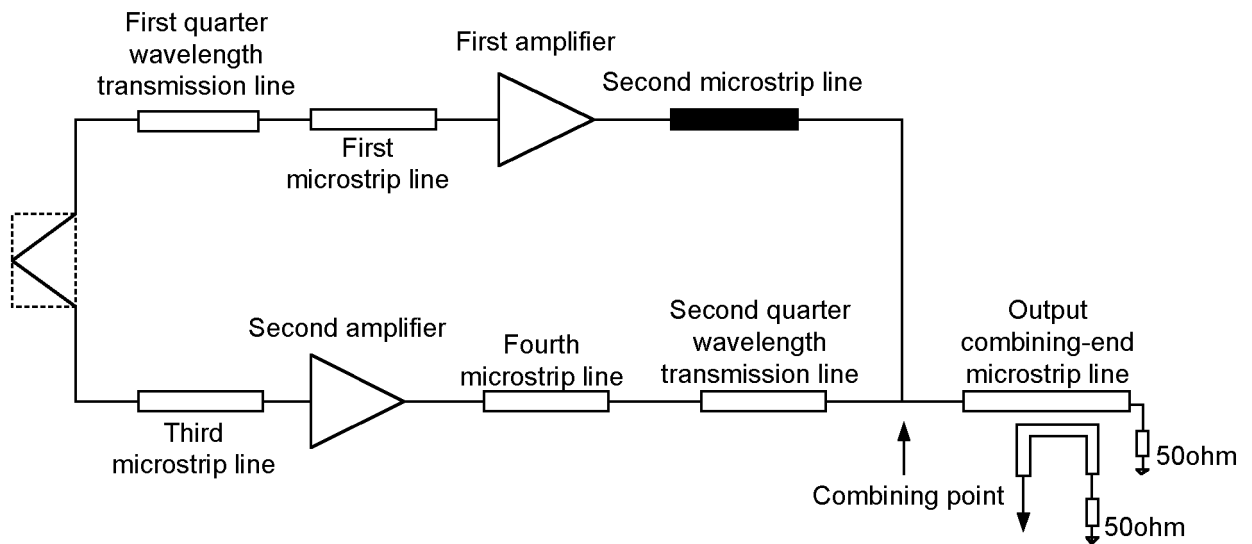 First quarter
wavelength
transmission line
First amplifier
Second microstrip line
First
microstrip line
Second amplifier
Fourth
microstrip line
Second quarter
wavelength
transmission line
Output
combining-end
microstrip line
Third
microstrip line
50ohm
Combining point
50ohm